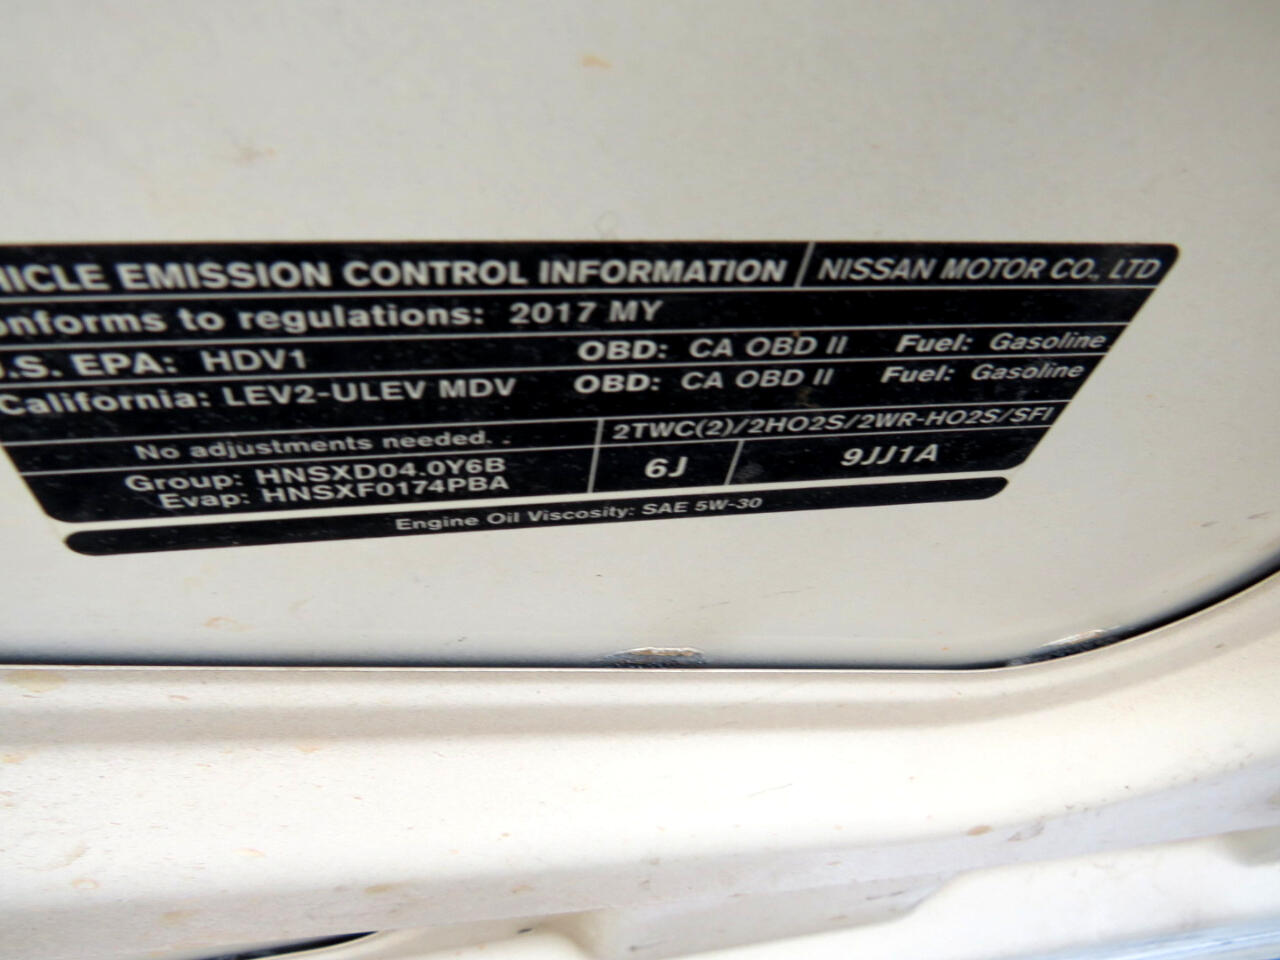 HICLE EMISSION CONTROL INFORMATION NISSAN MOTOR CO., LTD
onforms to regulations: 2017 MY
.S. EPA: HDV1 OBD: CA OBD II Fuel: Gasoline
California: LEV2-ULEV MDV OBD: CA OBD II Fuel: Gasoline
No adjustments needed. 2TWC(2)/2HO2S/2WR-HO2S/SFI
Group: HNSXD04.0Y6B 6J 9JJ1A
Evap: HNSXF0174PBA
Engine Oil Viscosity: SAE 5W-30